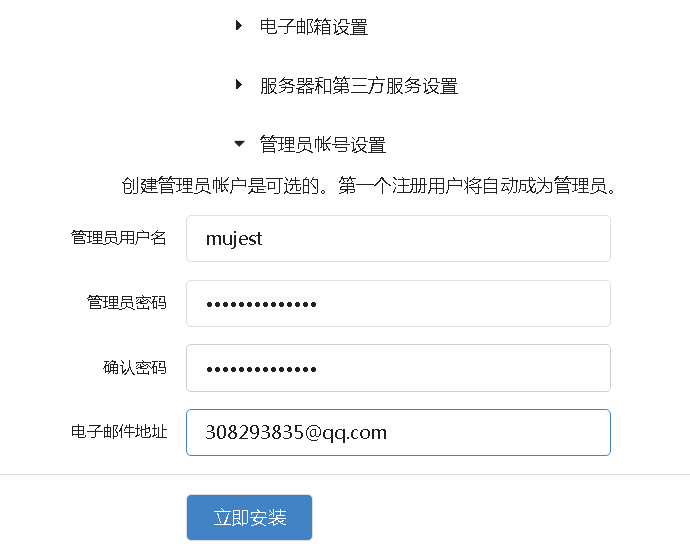 电子邮箱设置
服务器和第三方服务设置
管理员帐号设置
创建管理员帐户是可选的。第一个注册用户将自动成为管理员。
管理员用户名 mujest
管理员密码 ••••••••••••••
确认密码 ••••••••••••••
电子邮件地址 308293835@qq.com
立即安装